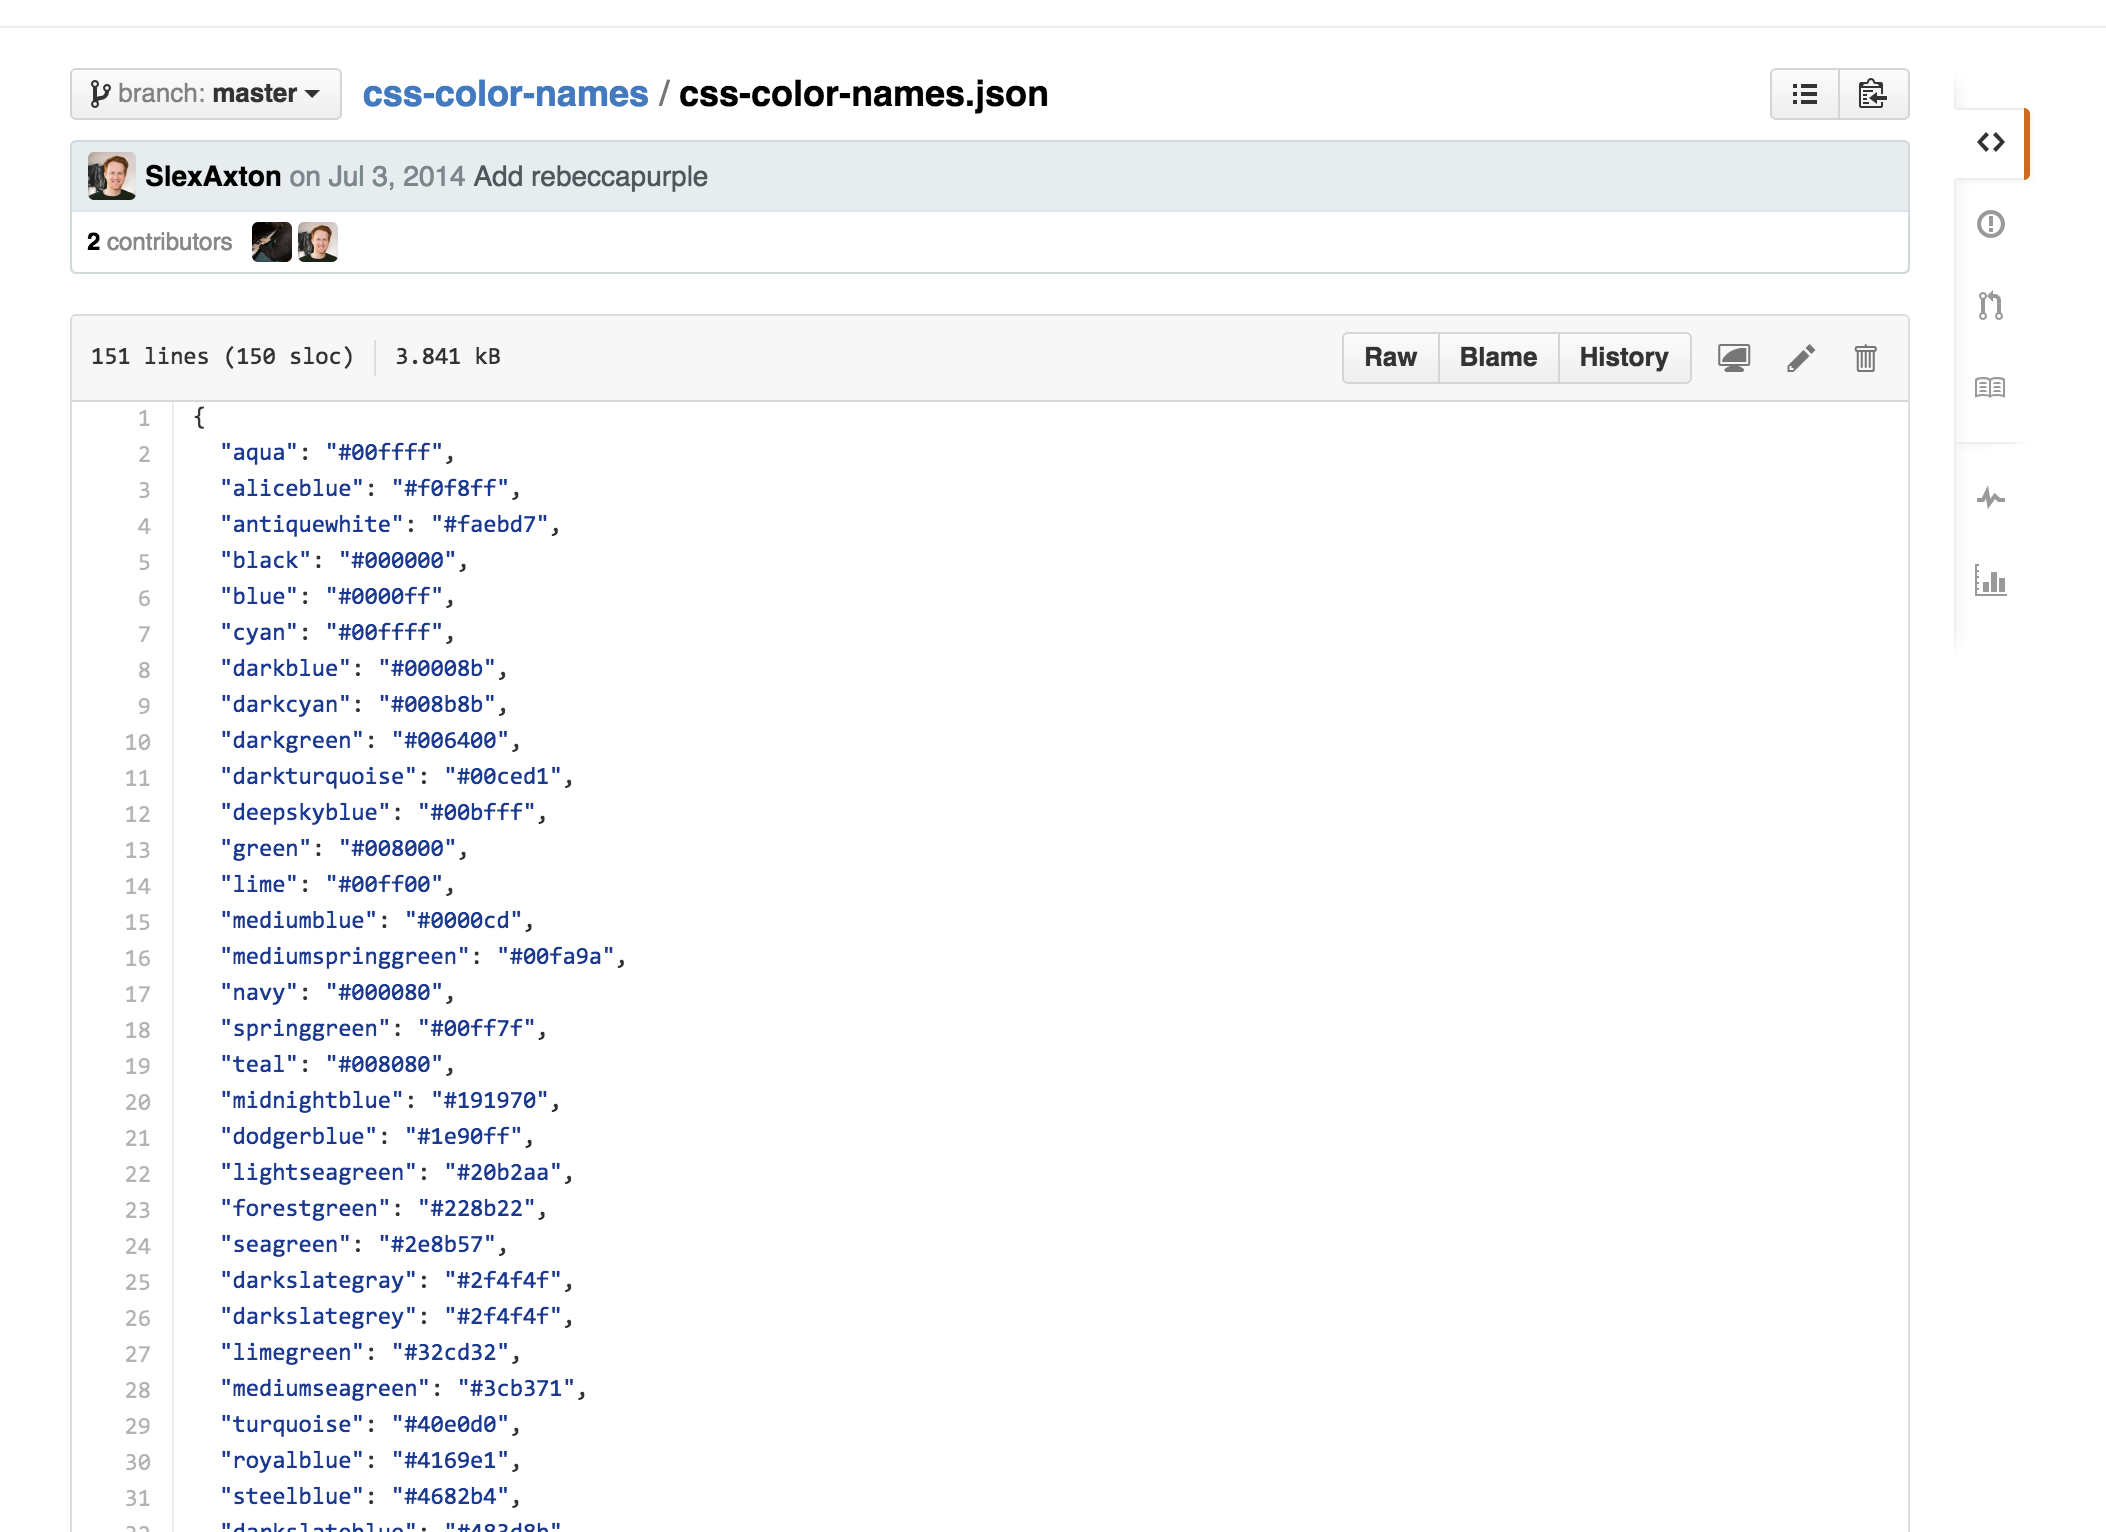 branch: master
css-color-names / css-color-names.json
SlexAxton on Jul 3, 2014 Add rebeccapurple
2 contributors
151 lines (150 sloc) 3.841 kB
Raw Blame History
1 {
2 "aqua": "#00ffff",
3 "aliceblue": "#f0f8ff",
4 "antiquewhite": "#faebd7",
5 "black": "#000000",
6 "blue": "#0000ff",
7 "cyan": "#00ffff",
8 "darkblue": "#00008b",
9 "darkcyan": "#008b8b",
10 "darkgreen": "#006400",
11 "darkturquoise": "#00ced1",
12 "deepskyblue": "#00bfff",
13 "green": "#008000",
14 "lime": "#00ff00",
15 "mediumblue": "#0000cd",
16 "mediumspringgreen": "#00fa9a",
17 "navy": "#000080",
18 "springgreen": "#00ff7f",
19 "teal": "#008080",
20 "midnightblue": "#191970",
21 "dodgerblue": "#1e90ff",
22 "lightseagreen": "#20b2aa",
23 "forestgreen": "#228b22",
24 "seagreen": "#2e8b57",
25 "darkslategray": "#2f4f4f",
26 "darkslategrey": "#2f4f4f",
27 "limegreen": "#32cd32",
28 "mediumseagreen": "#3cb371",
29 "turquoise": "#40e0d0",
30 "royalblue": "#4169e1",
31 "steelblue": "#4682b4",
32 "darkslateblue": "#483d8b"